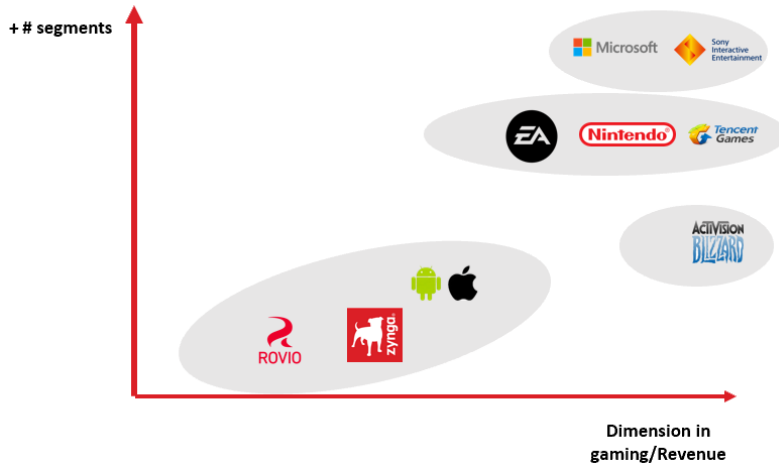 + # segments
Microsoft
Sony
Interactive
Entertainment
EA
Nintendo®
Tencent
Games
ACTIVISION
BLIZZARD
ROVIO
zynga®
Dimension in
gaming/Revenue